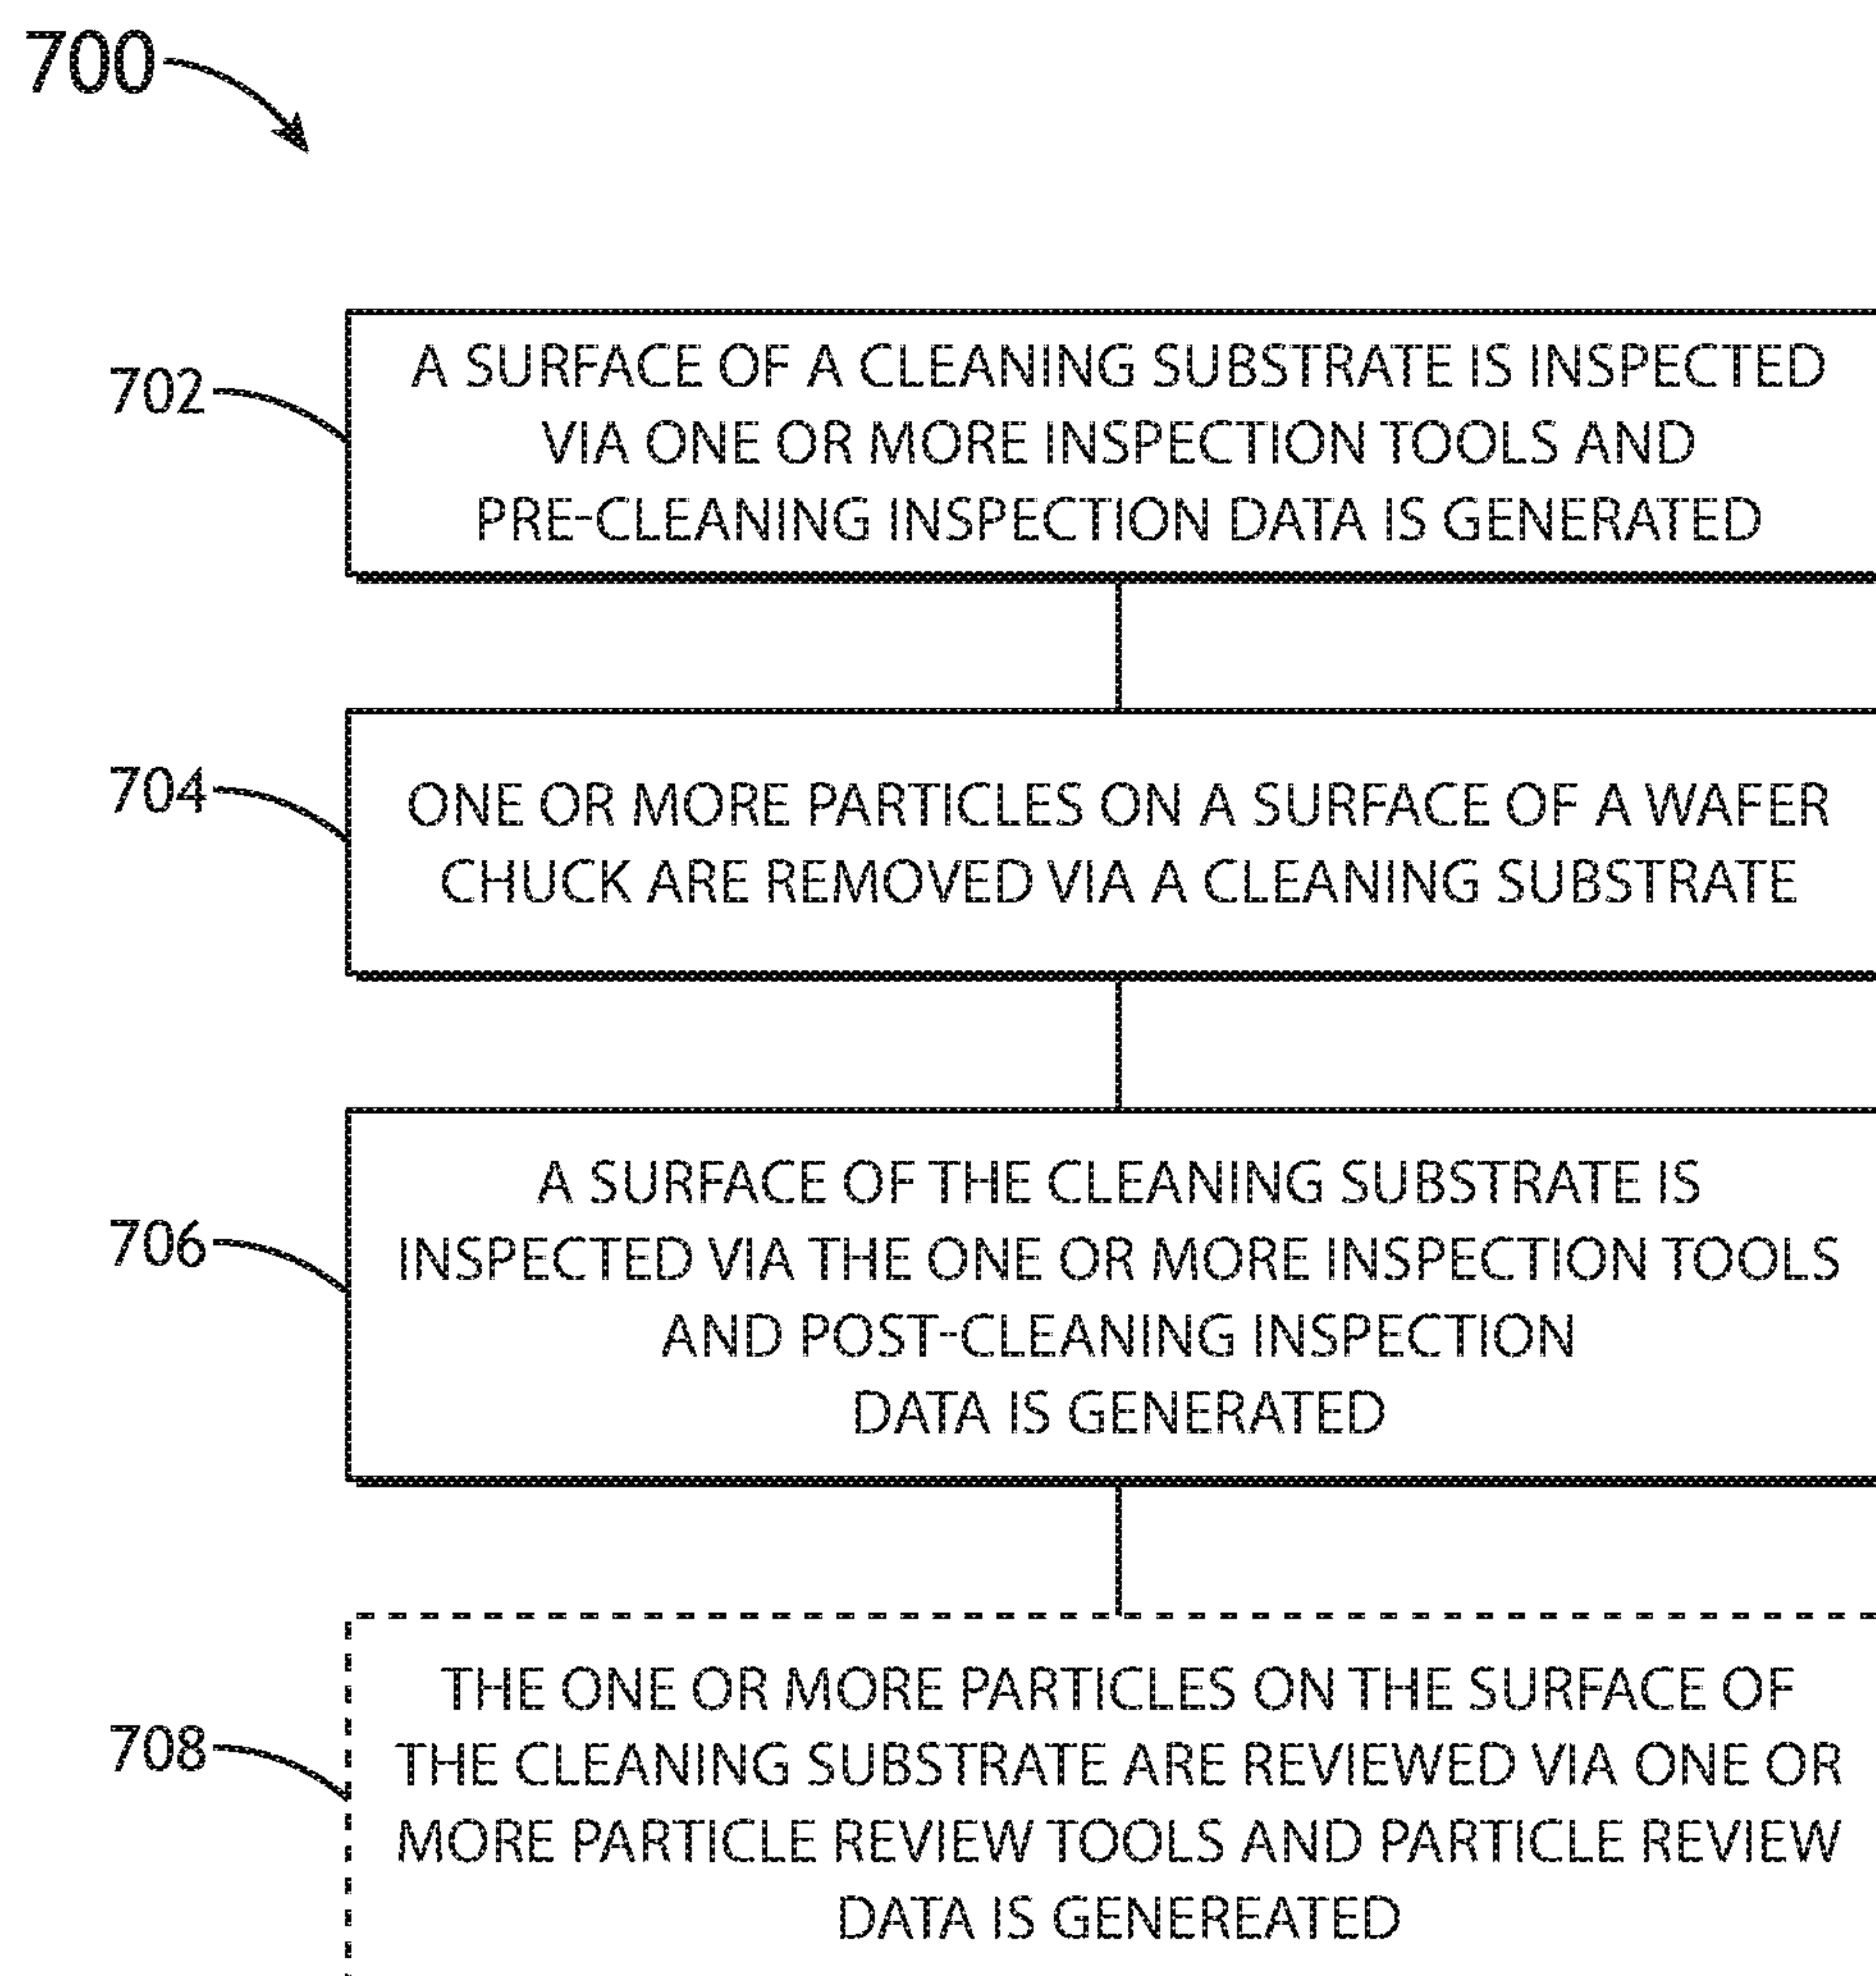 700
702
A SURFACE OF A CLEANING SUBSTRATE IS INSPECTED
VIA ONE OR MORE INSPECTION TOOLS AND
PRE-CLEANING INSPECTION DATA IS GENERATED
704
ONE OR MORE PARTICLES ON A SURFACE OF A WAFER
CHUCK ARE REMOVED VIA A CLEANING SUBSTRATE
706
A SURFACE OF THE CLEANING SUBSTRATE IS
INSPECTED VIA THE ONE OR MORE INSPECTION TOOLS
AND POST-CLEANING INSPECTION
DATA IS GENERATED
708
THE ONE OR MORE PARTICLES ON THE SURFACE OF
THE CLEANING SUBSTRATE ARE REVIEWED VIA ONE OR
MORE PARTICLE REVIEW TOOLS AND PARTICLE REVIEW
DATA IS GENEREATED